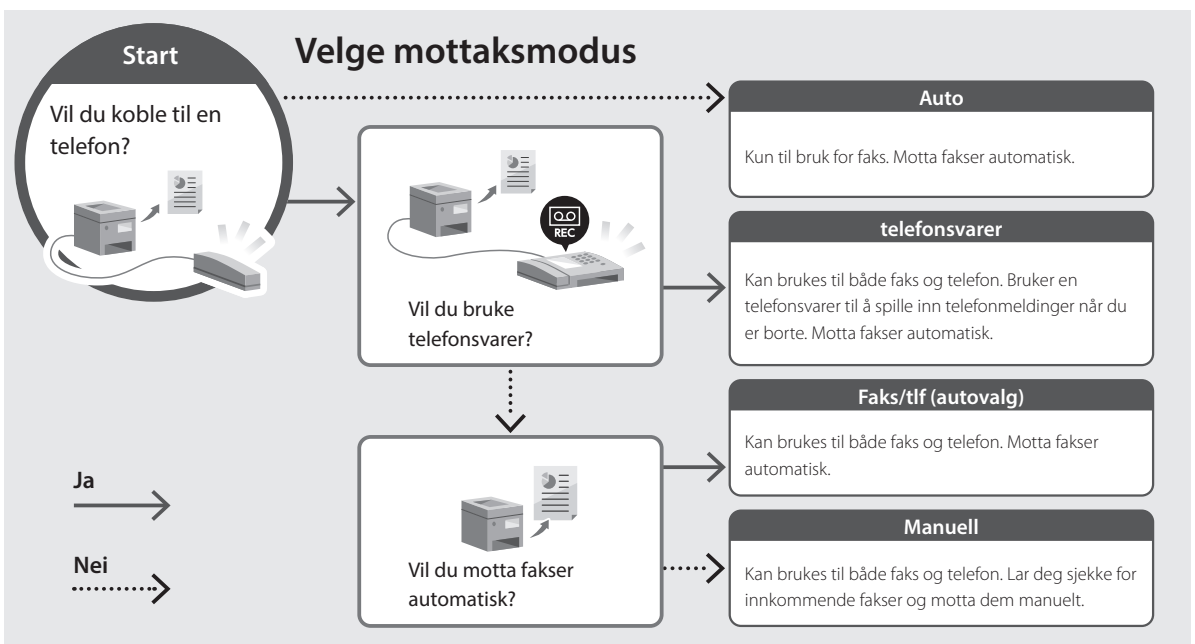 Velge mottaksmodus
Start
Vil du koble til en
telefon?
Auto
Kun til bruk for faks. Motta fakser automatisk.
REC
Vil du bruke
telefonsvarer?
telefonsvarer
Kan brukes til både faks og telefon. Bruker en
telefonsvarer til å spille inn telefonmeldinger når du
er borte. Motta fakser automatisk.
Vil du motta fakser
automatisk?
Faks/tlf (autovalg)
Kan brukes til både faks og telefon. Motta fakser
automatisk.
Manuell
Kan brukes til både faks og telefon. Lar deg sjekke for
innkommende fakser og motta dem manuelt.
Ja
Nei